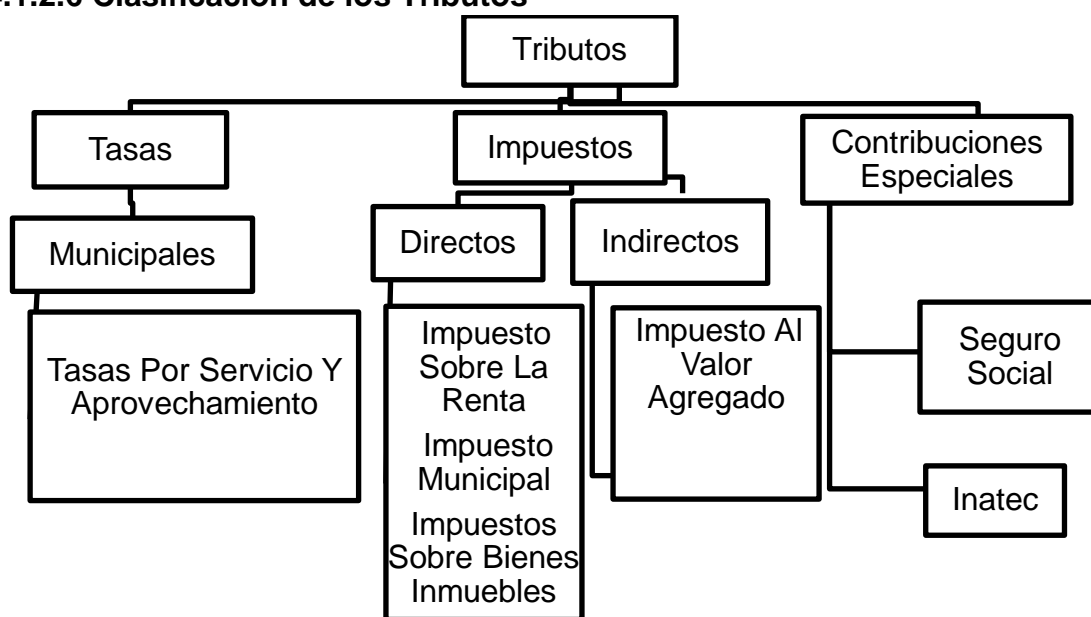 Clasificación de los Tributos
Tributos
Tasas
Impuestos
Contribuciones
Especiales
Municipales
Directos
Indirectos
Tasas Por Servicio Y
Aprovechamiento
Impuesto
Sobre La
Renta
Impuesto
Municipal
Impuestos
Sobre Bienes
Inmuebles
Impuesto Al
Valor
Agregado
Seguro
Social
Inatec